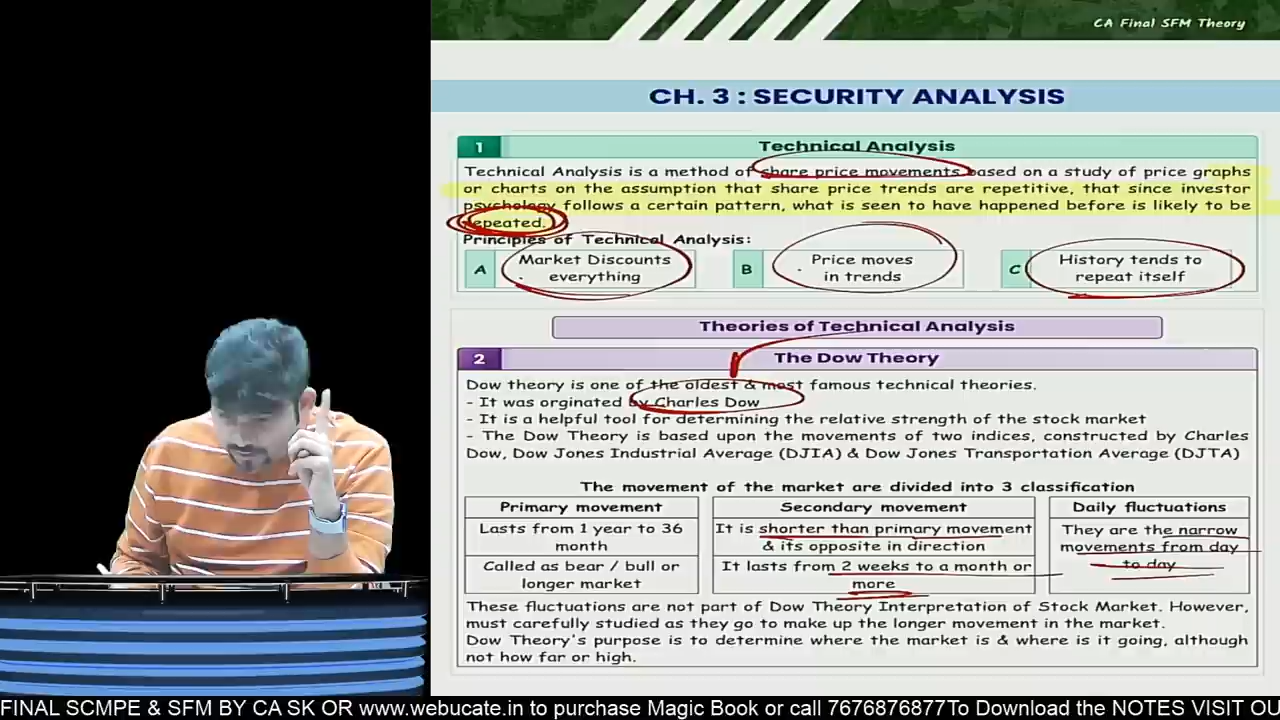 CA Final SFM Theory
CH. 3 : SECURITY ANALYSIS
1
Technical Analysis
Technical Analysis is a method of share price movements based on a study of price graphs
or charts on the assumption that share price trends are repetitive, that since investor
psychology follows a certain pattern, what is seen to have happened before is likely to be
repeated.
Principles of Technical Analysis:
A
Market Discounts
everything
B
Price moves
in trends
C
History tends to
repeat itself
Theories of Technical Analysis
2
The Dow Theory
Dow theory is one of the oldest & most famous technical theories.
- It was orginated by Charles Dow
- It is a helpful tool for determining the relative strength of the stock market
- The Dow Theory is based upon the movements of two indices, constructed by Charles
Dow, Dow Jones Industrial Average (DJIA) & Dow Jones Transportation Average (DJTA)
The movement of the market are divided into 3 classification
Primary movement
Lasts from 1 year to 36
month
Called as bear / bull or
longer market
Secondary movement
It is shorter than primary movement
& its opposite in direction
It lasts from 2 weeks to a month or
more
Daily fluctuations
They are the narrow
movements from day
to day
These fluctuations are not part of Dow Theory Interpretation of Stock Market. However,
must carefully studied as they go to make up the longer movement in the market.
Dow Theory's purpose is to determine where the market is & where is it going, although
not how far or high.
FINAL SCMPE & SFM BY CA SK OR www.webucate.in to purchase Magic Book or call 7676876877To Download the NOTES VISIT OU